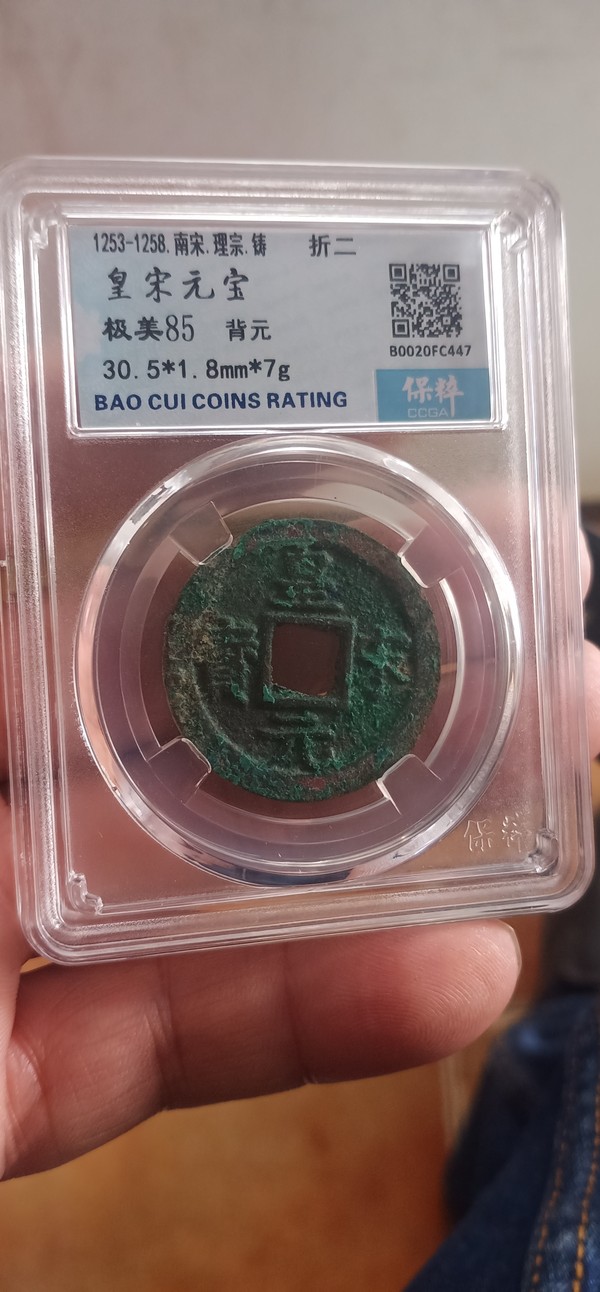 1253-1258.南宋.理宗.铸 折二
皇宋元宝
极美85 背元
B0020FC447
30.5*1.8mm*7g
BAO CUI COINS RATING
保粹
CCGA
皇
寳 宋
元
保粹